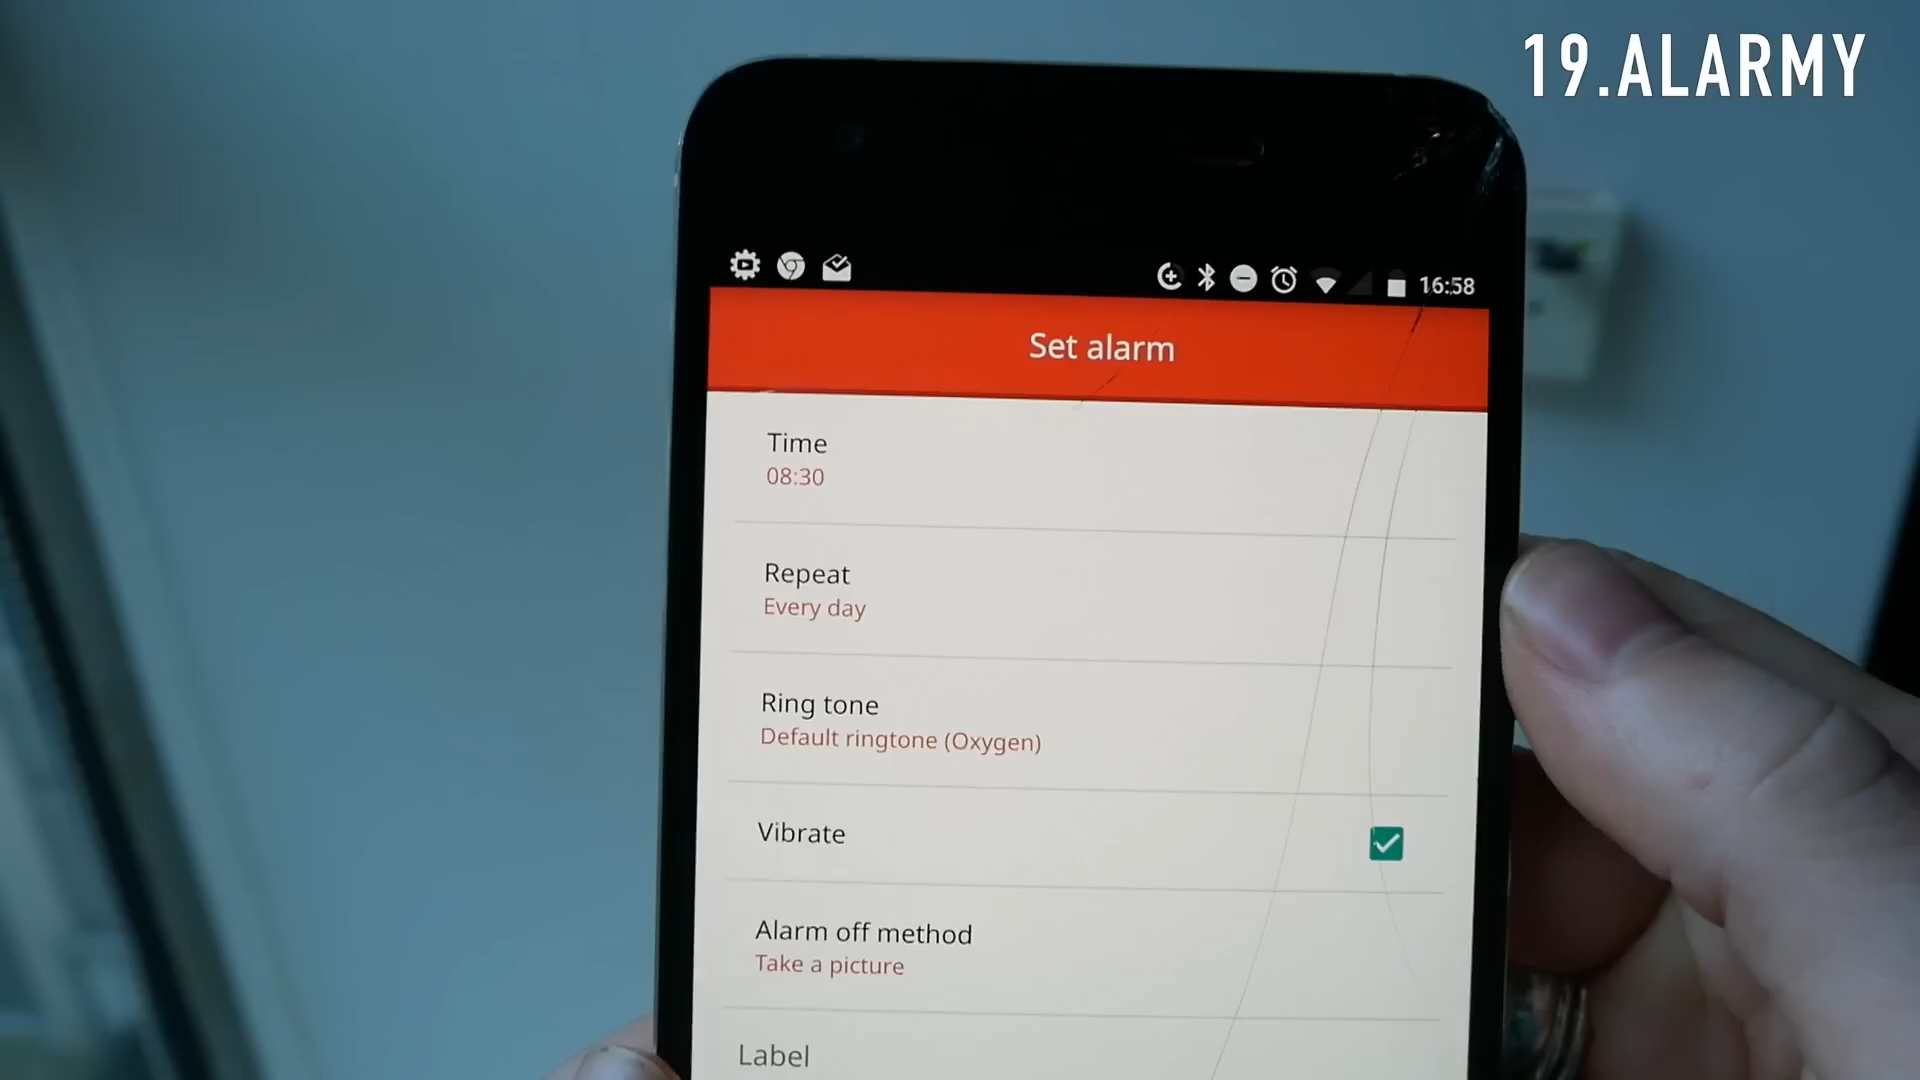 19.ALARMY
16:58
Set alarm
Time
08:30
Repeat
Every day
Ring tone
Default ringtone (Oxygen)
Vibrate
Alarm off method
Take a picture
Label